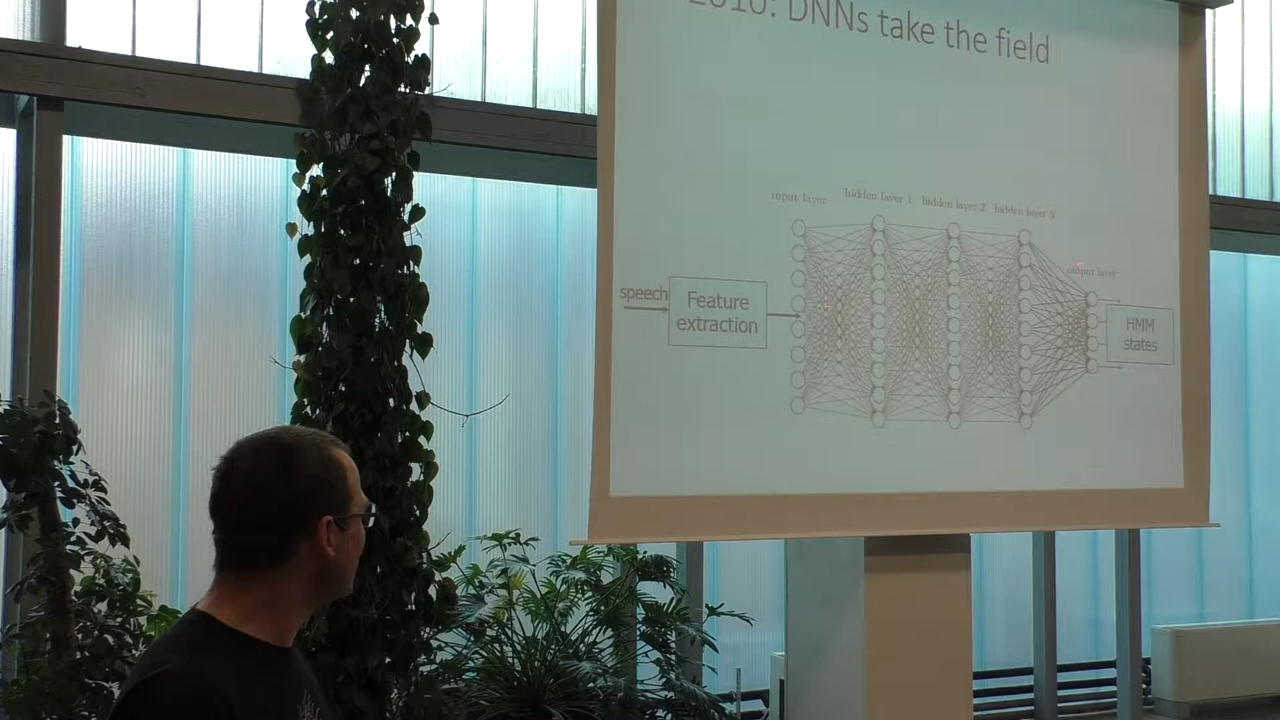 2010: DNNs take the field
input layer
hidden layer 1 hidden layer 2 hidden layer 3
output layer
speech
Feature
extraction
HMM
states